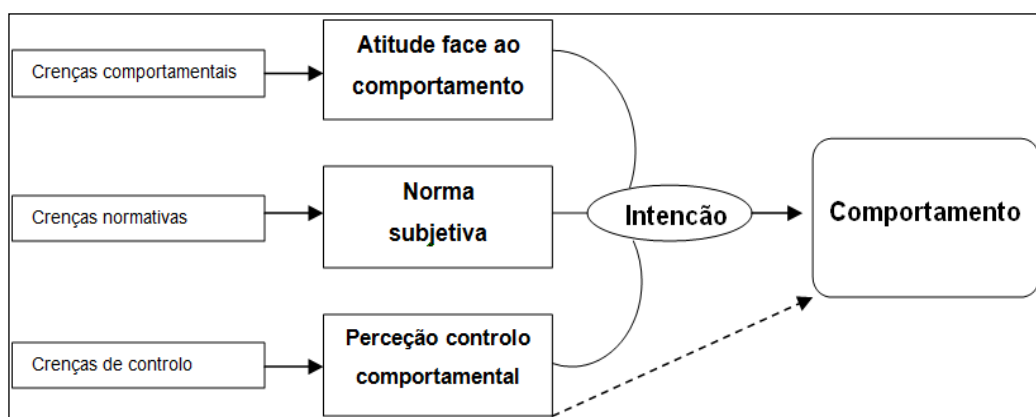 Crenças comportamentais
Atitude face ao
comportamento
Crenças normativas
Norma
subjetiva
Intencão
Comportamento
Crenças de controlo
Perceção controlo
comportamental